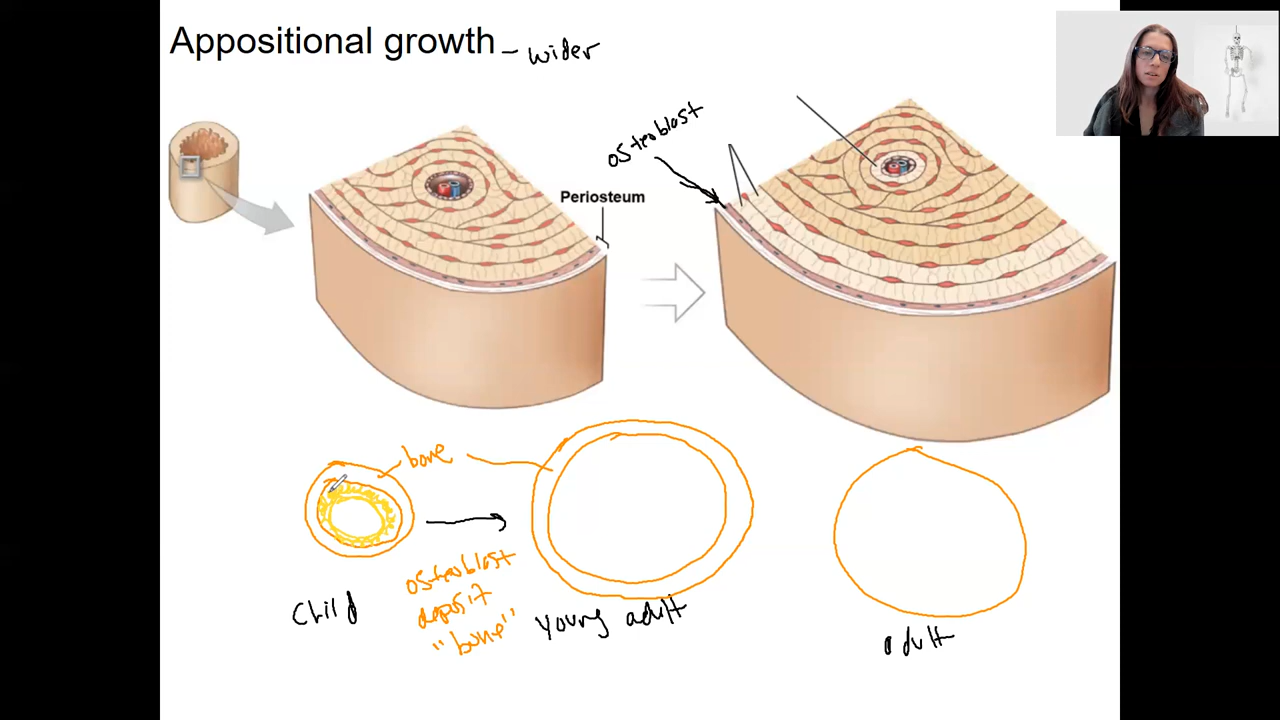 Appositional growth – wider
osteoblast
Periosteum
bone
osteoblast
deposit
"bone"
Child
young adult
adult